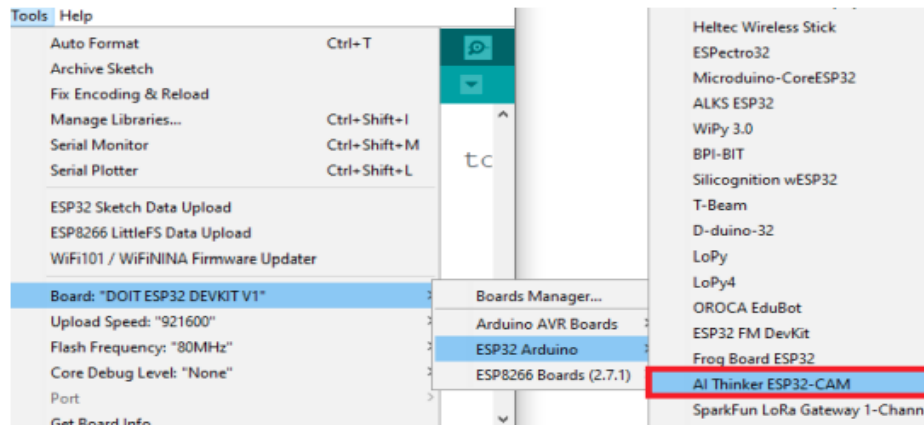 Tools Help
Auto Format Ctrl+T
Archive Sketch
Fix Encoding & Reload
Manage Libraries... Ctrl+Shift+I
Serial Monitor Ctrl+Shift+M
Serial Plotter Ctrl+Shift+L
ESP32 Sketch Data Upload
ESP8266 LittleFS Data Upload
WiFi101 / WiFiNINA Firmware Updater
Board: "DOIT ESP32 DEVKIT V1"
Upload Speed: "921600"
Flash Frequency: "80MHz"
Core Debug Level: "None"
Port
Get Board Info
tc
Boards Manager...
Arduino AVR Boards
ESP32 Arduino
ESP8266 Boards (2.7.1)
Heltec Wireless Stick
ESPectro32
Microduino-CoreESP32
ALKS ESP32
WiPy 3.0
BPI-BIT
Silicognition wESP32
T-Beam
D-duino-32
LoPy
LoPy4
OROCA EduBot
ESP32 FM DevKit
Frog Board ESP32
AI Thinker ESP32-CAM
SparkFun LoRa Gateway 1-Chann